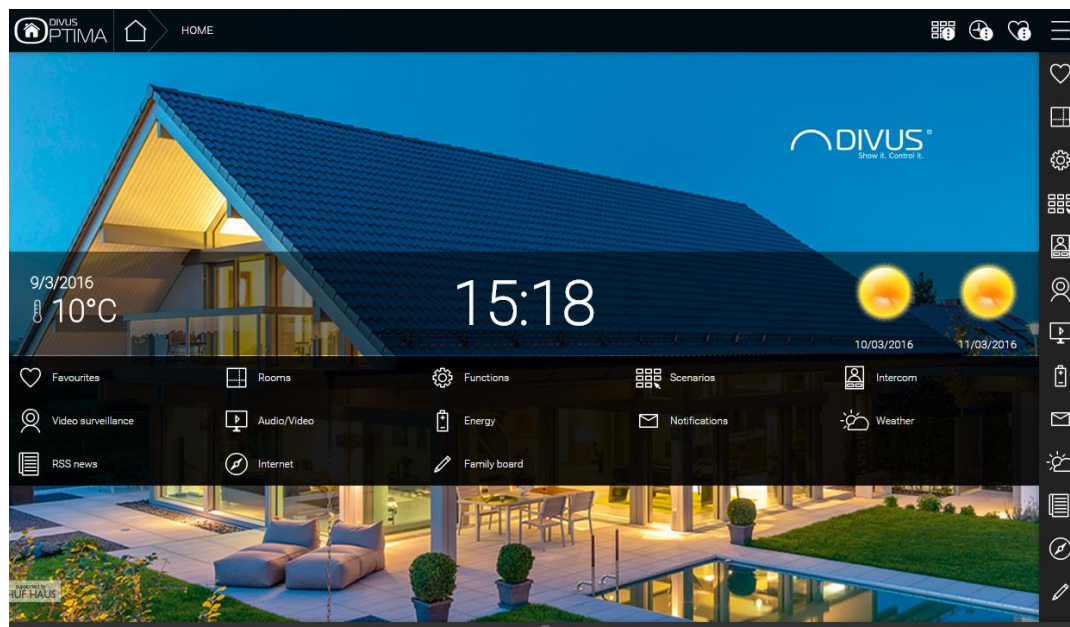 DIVUS
OPTIMA
HOME
DIVUS®
Show it. Control it.
9/3/2016
10°C
15:18
10/03/2016 11/03/2016
Favourites Rooms Functions Scenarios Intercom
Video surveillance Audio/Video Energy Notifications Weather
RSS news Internet Family board
supported by
HUF HAUS